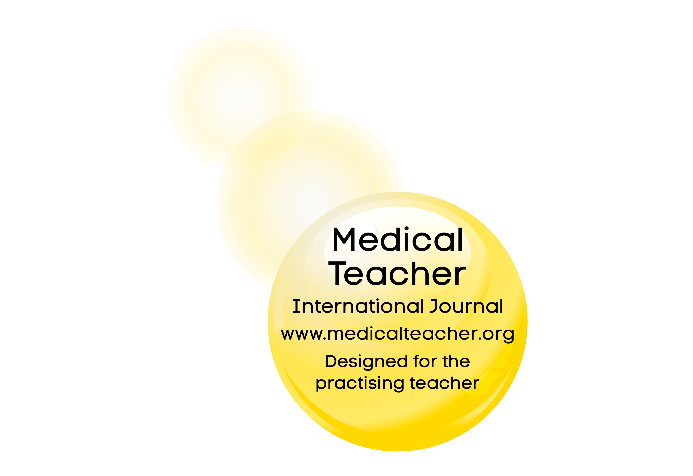 Medical
Teacher
International Journal
www.medicalteacher.org
Designed for the
practising teacher